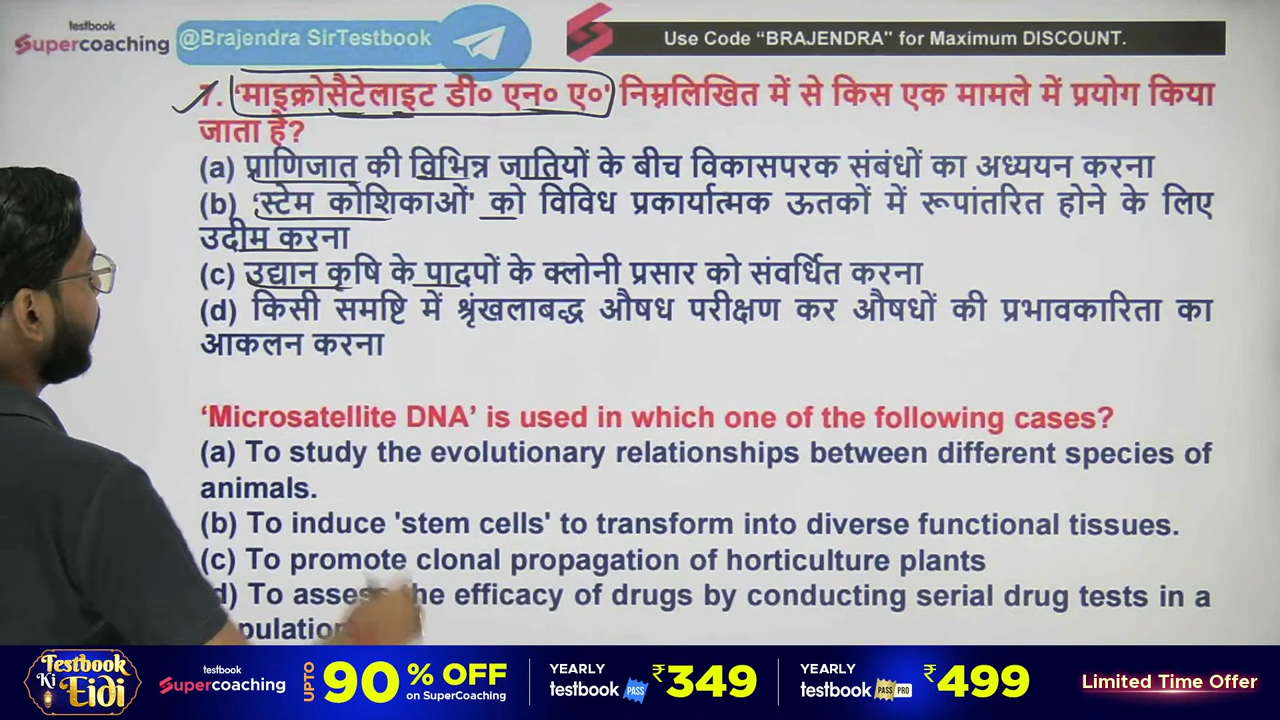 testbook
Supercoaching
@Brajendra SirTestbook
Use Code “BRAJENDRA" for Maximum DISCOUNT.
7. 'माइक्रोसैटेलाइट डी० एन० ए०' निम्नलिखित में से किस एक मामले में प्रयोग किया
जाता है?
(a) प्राणिजात की विभिन्न जातियों के बीच विकासपरक संबंधों का अध्ययन करना
(b) 'स्टेम कोशिकाओं' को विविध प्रकार्यात्मक ऊतकों में रूपांतरित होने के लिए
उदीम करना
(c) उद्यान कृषि के पादपों के क्लोनी प्रसार को संवर्धित करना
(d) किसी समष्टि में श्रृंखलाबद्ध औषध परीक्षण कर औषधों की प्रभावकारिता का
आकलन करना
‘Microsatellite DNA’ is used in which one of the following cases?
(a) To study the evolutionary relationships between different species of
animals.
(b) To induce 'stem cells' to transform into diverse functional tissues.
(c) To promote clonal propagation of horticulture plants
d) To assess the efficacy of drugs by conducting serial drug tests in a
pulation
Testbook Ki Eidi
testbook
Supercoaching
UPTO 90% OFF
on SuperCoaching
YEARLY
testbook PASS
₹349
YEARLY
testbook PASS PRO
₹499
Limited Time Offer